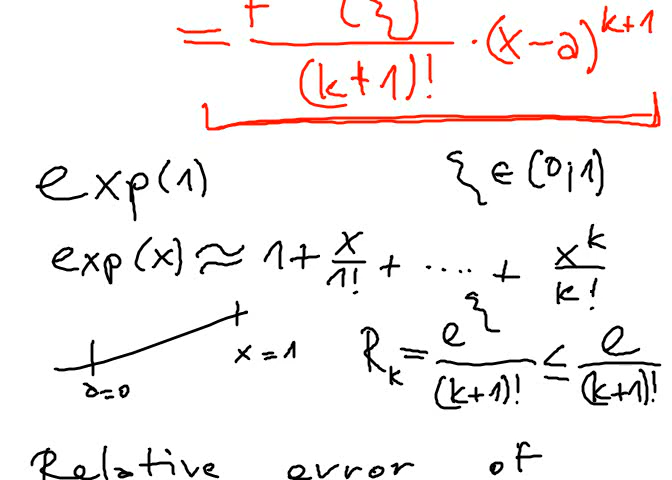 = f (ξ) / (k+1)! · (x-a)^{k+1}
exp(1) ξ ∈ (0;1)
exp(x) ≈ 1 + x/1! + .... + x^k/k!
a=0 x=1 R_k = e^ξ/(k+1)! ≤ e/(k+1)!
Relative error of